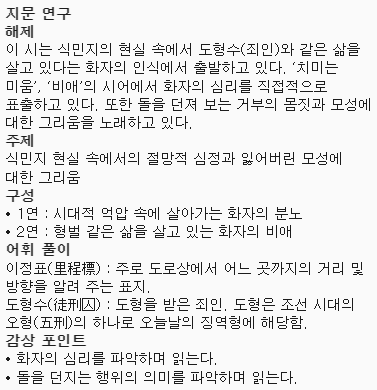 지문 연구
해제
이 시는 식민지의 현실 속에서 도형수(죄인)와 같은 삶을
살고 있다는 화자의 인식에서 출발하고 있다. ‘치미는
미움’, ‘비애’의 시어에서 화자의 심리를 직접적으로
표출하고 있다. 또한 돌을 던져 보는 거부의 몸짓과 모성에
대한 그리움을 노래하고 있다.
주제
식민지 현실 속에서의 절망적 심정과 잃어버린 모성에
대한 그리움
구성
• 1연 : 시대적 억압 속에 살아가는 화자의 분노
• 2연 : 형벌 같은 삶을 살고 있는 화자의 비애
어휘 풀이
이정표(里程標) : 주로 도로상에서 어느 곳까지의 거리 및
방향을 알려 주는 표지.
도형수(徒刑囚) : 도형을 받은 죄인. 도형은 조선 시대의
오형(五刑)의 하나로 오늘날의 징역형에 해당함.
감상 포인트
• 화자의 심리를 파악하며 읽는다.
• 돌을 던지는 행위의 의미를 파악하며 읽는다.